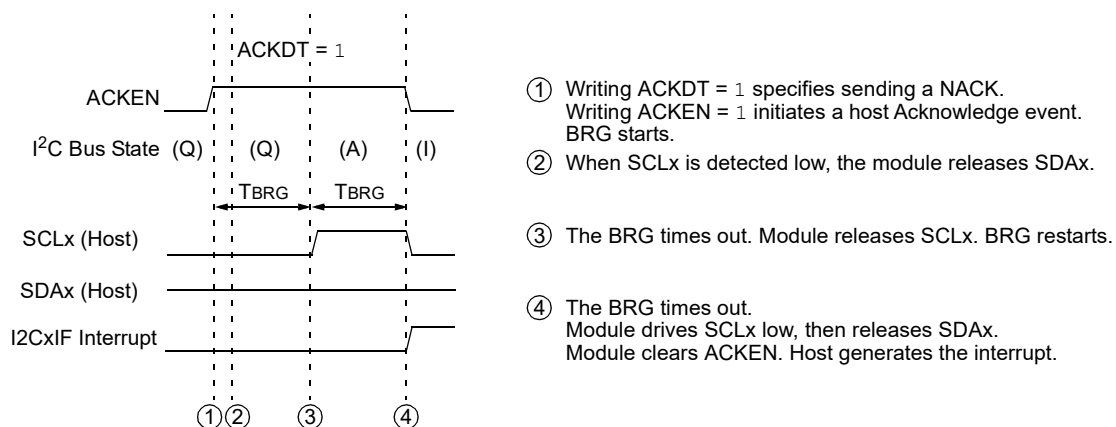 ACKDT = 1
ACKEN
I²C Bus State (Q) (Q) (A) (I)
TBRG TBRG
SCLx (Host)
SDAx (Host)
I2CxIF Interrupt
① ② ③ ④
① Writing ACKDT = 1 specifies sending a NACK.
Writing ACKEN = 1 initiates a host Acknowledge event.
BRG starts.
② When SCLx is detected low, the module releases SDAx.
③ The BRG times out. Module releases SCLx. BRG restarts.
④ The BRG times out.
Module drives SCLx low, then releases SDAx.
Module clears ACKEN. Host generates the interrupt.